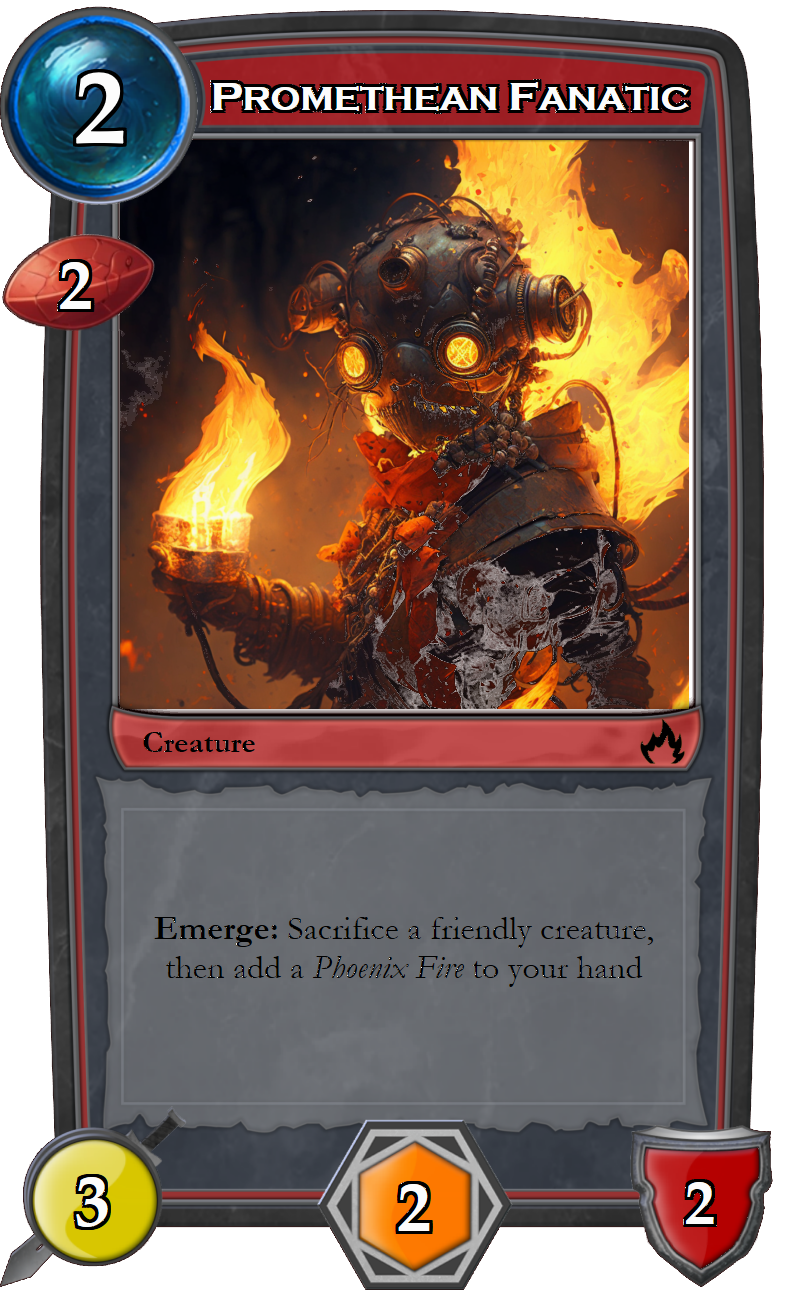 2
Promethean Fanatic
2
Creature
Emerge: Sacrifice a friendly creature,
then add a Phoenix Fire to your hand
3
2
2